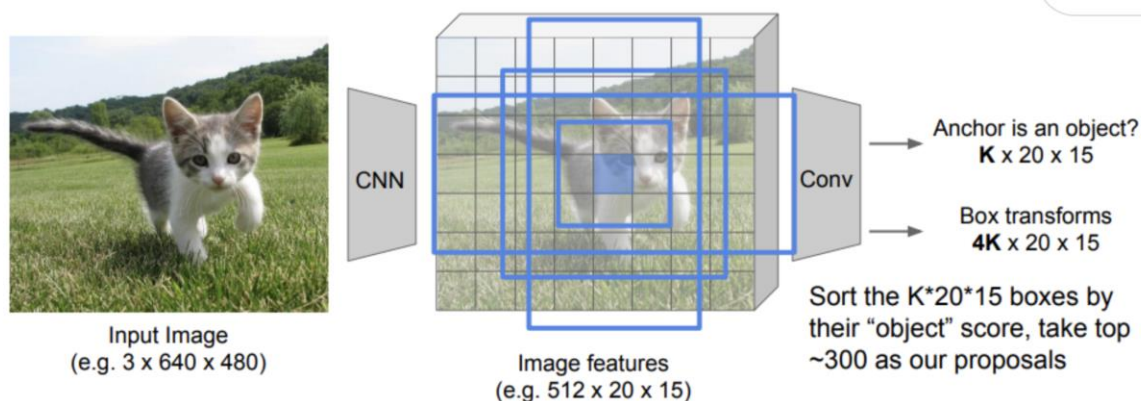 CNN
Conv
Anchor is an object?
K x 20 x 15
Box transforms
4K x 20 x 15
Sort the K*20*15 boxes by
their “object” score, take top
~300 as our proposals
Input Image
(e.g. 3 x 640 x 480)
Image features
(e.g. 512 x 20 x 15)